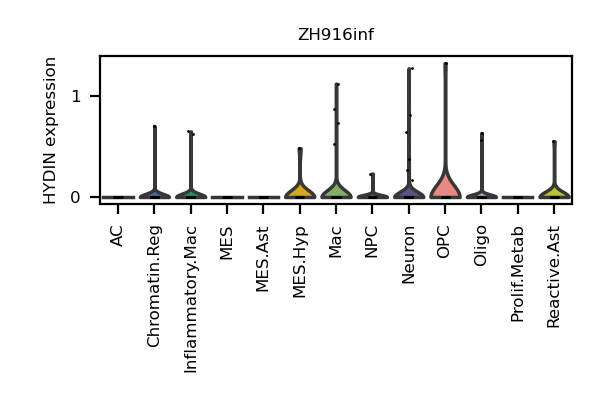 ZH916inf
HYDIN expression
1
0
AC
Chromatin.Reg
Inflammatory.Mac
MES
MES.Ast
MES.Hyp
Mac
NPC
Neuron
OPC
Oligo
Prolif.Metab
Reactive.Ast